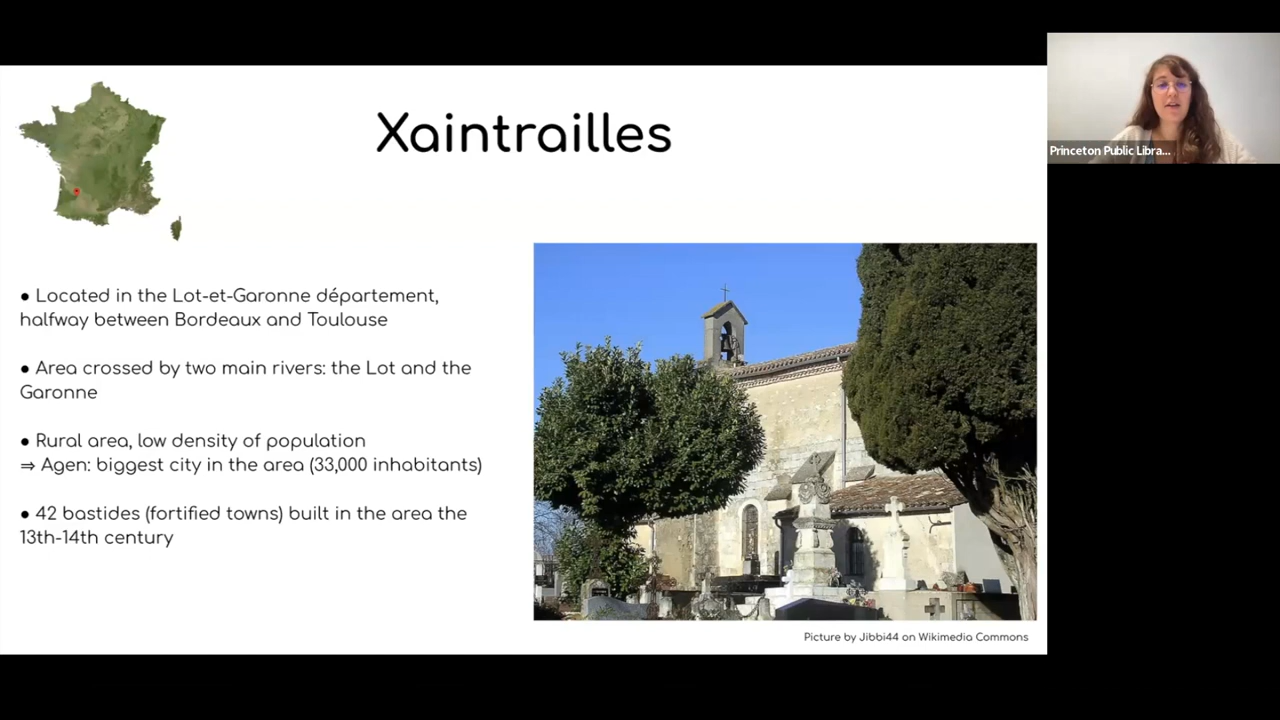 Xaintrailles
Princeton Public Libra...
● Located in the Lot-et-Garonne département,
halfway between Bordeaux and Toulouse
● Area crossed by two main rivers: the Lot and the
Garonne
● Rural area, low density of population
⇒ Agen: biggest city in the area (33,000 inhabitants)
● 42 bastides (fortified towns) built in the area the
13th-14th century
Picture by Jibbi44 on Wikimedia Commons